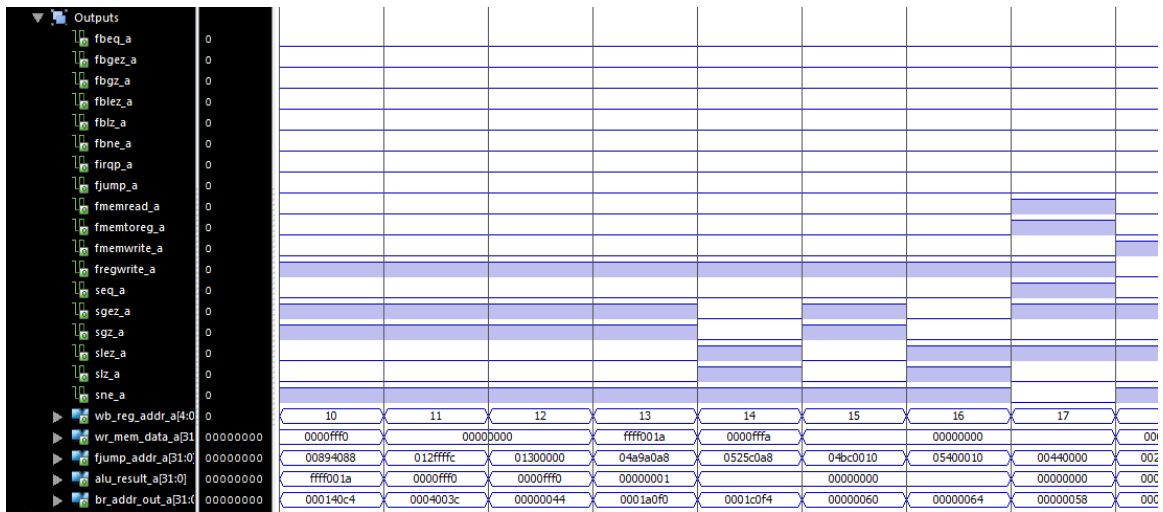 Outputs
fbeq_a 0
fbgez_a 0
fbgz_a 0
fblez_a 0
fblz_a 0
fbne_a 0
firqp_a 0
fjump_a 0
fmemread_a 0
fmemtoreg_a 0
fmemwrite_a 0
fregwrite_a 0
seq_a 0
sgez_a 0
sgz_a 0
slez_a 0
slz_a 0
sne_a 0
wb_reg_addr_a[4:0 0 10 11 12 13 14 15 16 17
wr_mem_data_a[31 00000000 0000fff0 00000000 ffff001a 0000fffa 00000000 00
fjump_addr_a[31:0] 00000000 00894088 012ffffc 01300000 04a9a0a8 0525c0a8 04bc0010 05400010 00440000 002
alu_result_a[31:0] 00000000 ffff001a 0000fff0 0000fff0 00000001 00000000 00000000 000
br_addr_out_a[31:0 00000000 000140c4 0004003c 00000044 0001a0f0 0001c0f4 00000060 00000064 00000058 000